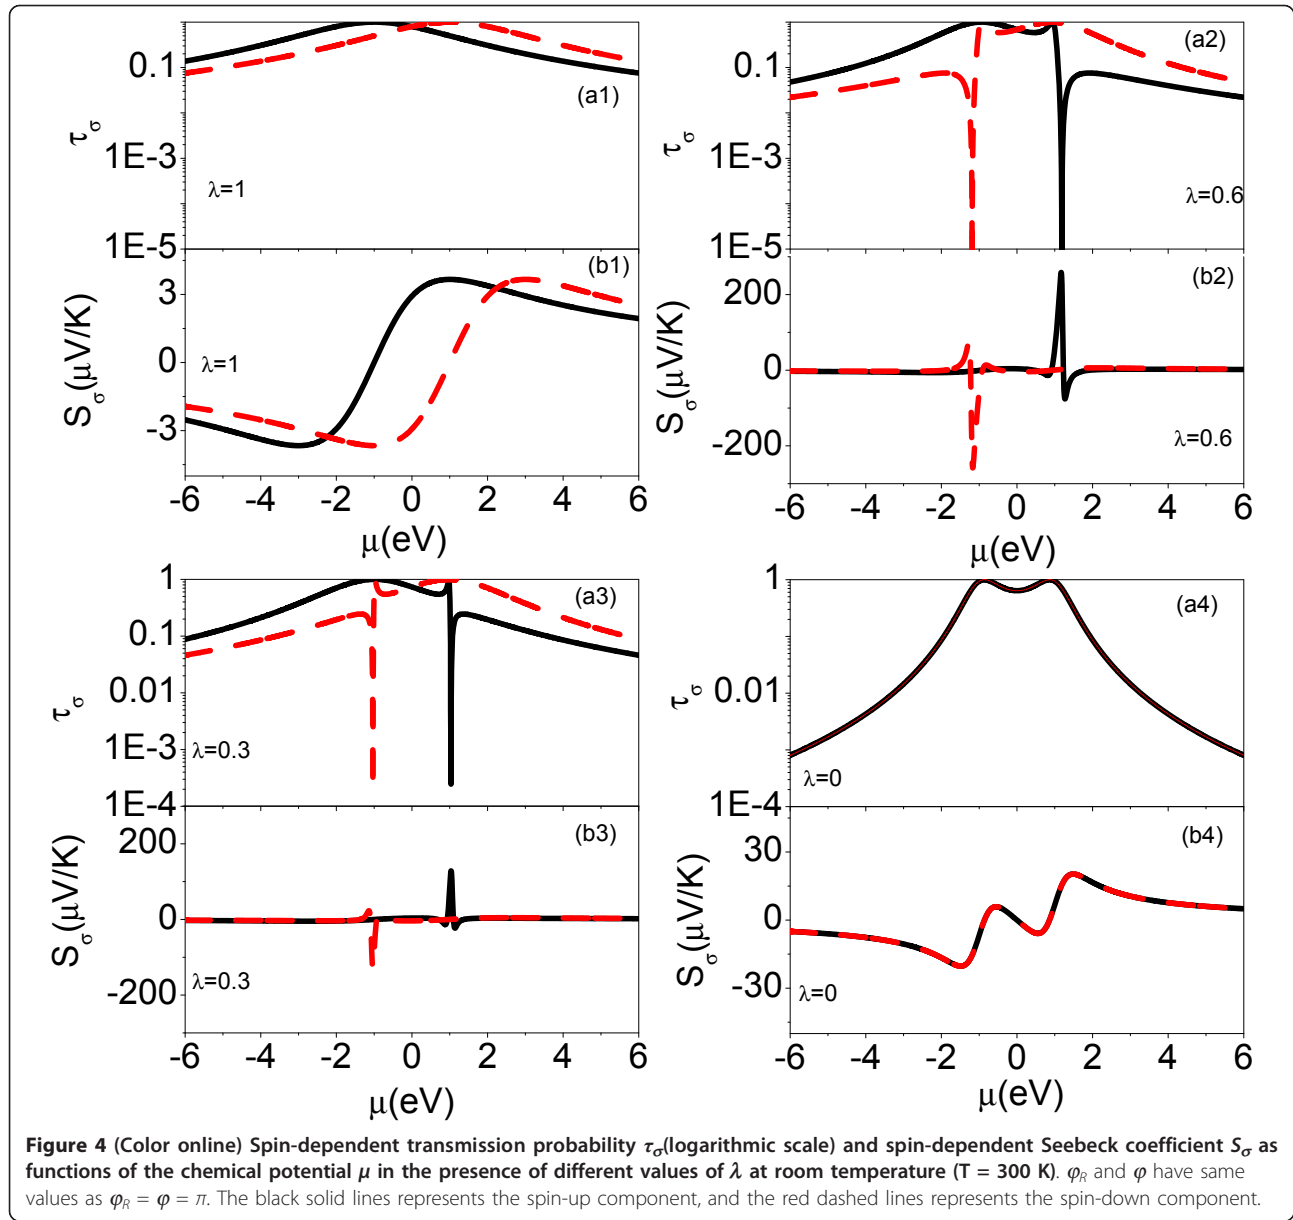 0.1
1E-3
1E-5
τσ
(a1)
λ=1
3
0
-3
Sσ(μV/K)
(b1)
λ=1
-6 -4 -2 0 2 4 6
μ(eV)
0.1
1E-3
1E-5
τσ
(a2)
λ=0.6
200
0
-200
Sσ(μV/K)
(b2)
λ=0.6
-6 -4 -2 0 2 4 6
μ(eV)
1
0.1
0.01
1E-3
1E-4
τσ
(a3)
λ=0.3
200
0
-200
Sσ(μV/K)
(b3)
λ=0.3
-6 -4 -2 0 2 4 6
μ(eV)
1
0.01
1E-4
τσ
(a4)
λ=0
30
0
-30
Sσ(μV/K)
(b4)
λ=0
-6 -4 -2 0 2 4 6
μ(eV)
Figure 4 (Color online) Spin-dependent transmission probability τσ(logarithmic scale) and spin-dependent Seebeck coefficient Sσ as
functions of the chemical potential μ in the presence of different values of λ at room temperature (T = 300 K). φR and φ have same
values as φR = φ = π. The black solid lines represents the spin-up component, and the red dashed lines represents the spin-down component.